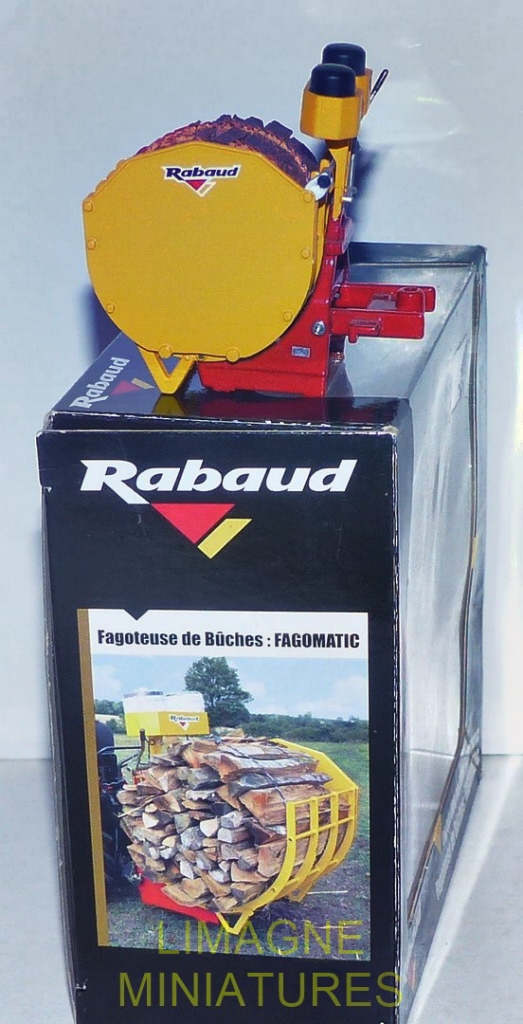 Rabaud
Rabaud
Rabaud
Fagoteuse de Bûches : FAGOMATIC
Rabaud
LIMAGNE
MINIATURES